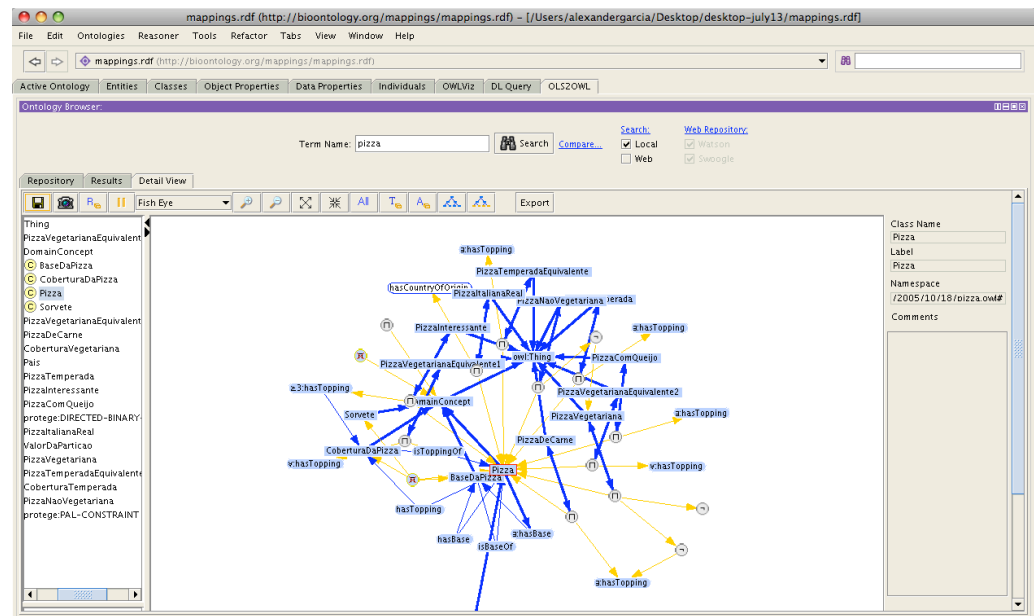 mappings.rdf (http://bioontology.org/mappings/mappings.rdf) – [/Users/alexandergarcia/Desktop/desktop-july13/mappings.rdf]
File Edit Ontologies Reasoner Tools Refactor Tabs View Window Help
mappings.rdf (http://bioontology.org/mappings/mappings.rdf)
Active Ontology Entities Classes Object Properties Data Properties Individuals OWLViz DL Query OLS2OWL
Ontology Browser:
Search: Web Repository:
Term Name: pizza Search Compare... Local Watson
Web Swoogle
Repository Results Detail View
Fish Eye All Export
Thing
PizzaVegetarianaEquivalent
DomainConcept
C BaseDaPizza
C CoberturaDaPizza
C Pizza
C Sorvete
PizzaVegetarianaEquivalent
PizzaDeCarne
CoberturaVegetariana
Pais
PizzaTemperada
PizzaInteressante
PizzaComQueijo
protege:DIRECTED-BINARY-
PizzaItalianaReal
ValorDaParticao
PizzaVegetariana
PizzaTemperadaEquivalente
CoberturaTemperada
PizzaNaoVegetariana
protege:PAL-CONSTRAINT
a:hasTopping
PizzaTemperadaEquivalente
hasCountryOfOrigin
PizzaItalianaReal
PizzaNaoVegetariana
perada
PizzaInteressante
a:hasTopping
owl:Thing
PizzaComQueijo
PizzaVegetarianaEquivalente1
3:hasTopping
PizzaVegetarianaEquivalente2
omainConcept
Sorvete
PizzaVegetariana
a:hasTopping
PizzaDeCarne
CoberturaDaPizza
isToppingOf
v:hasTopping
Pizza
v:hasTopping
BaseDaPizza
hasTopping
a:hasBase
hasBase
isBaseOf
a:hasTopping
Class Name
Pizza
Label
Pizza
Namespace
/2005/10/18/pizza.owl#
Comments